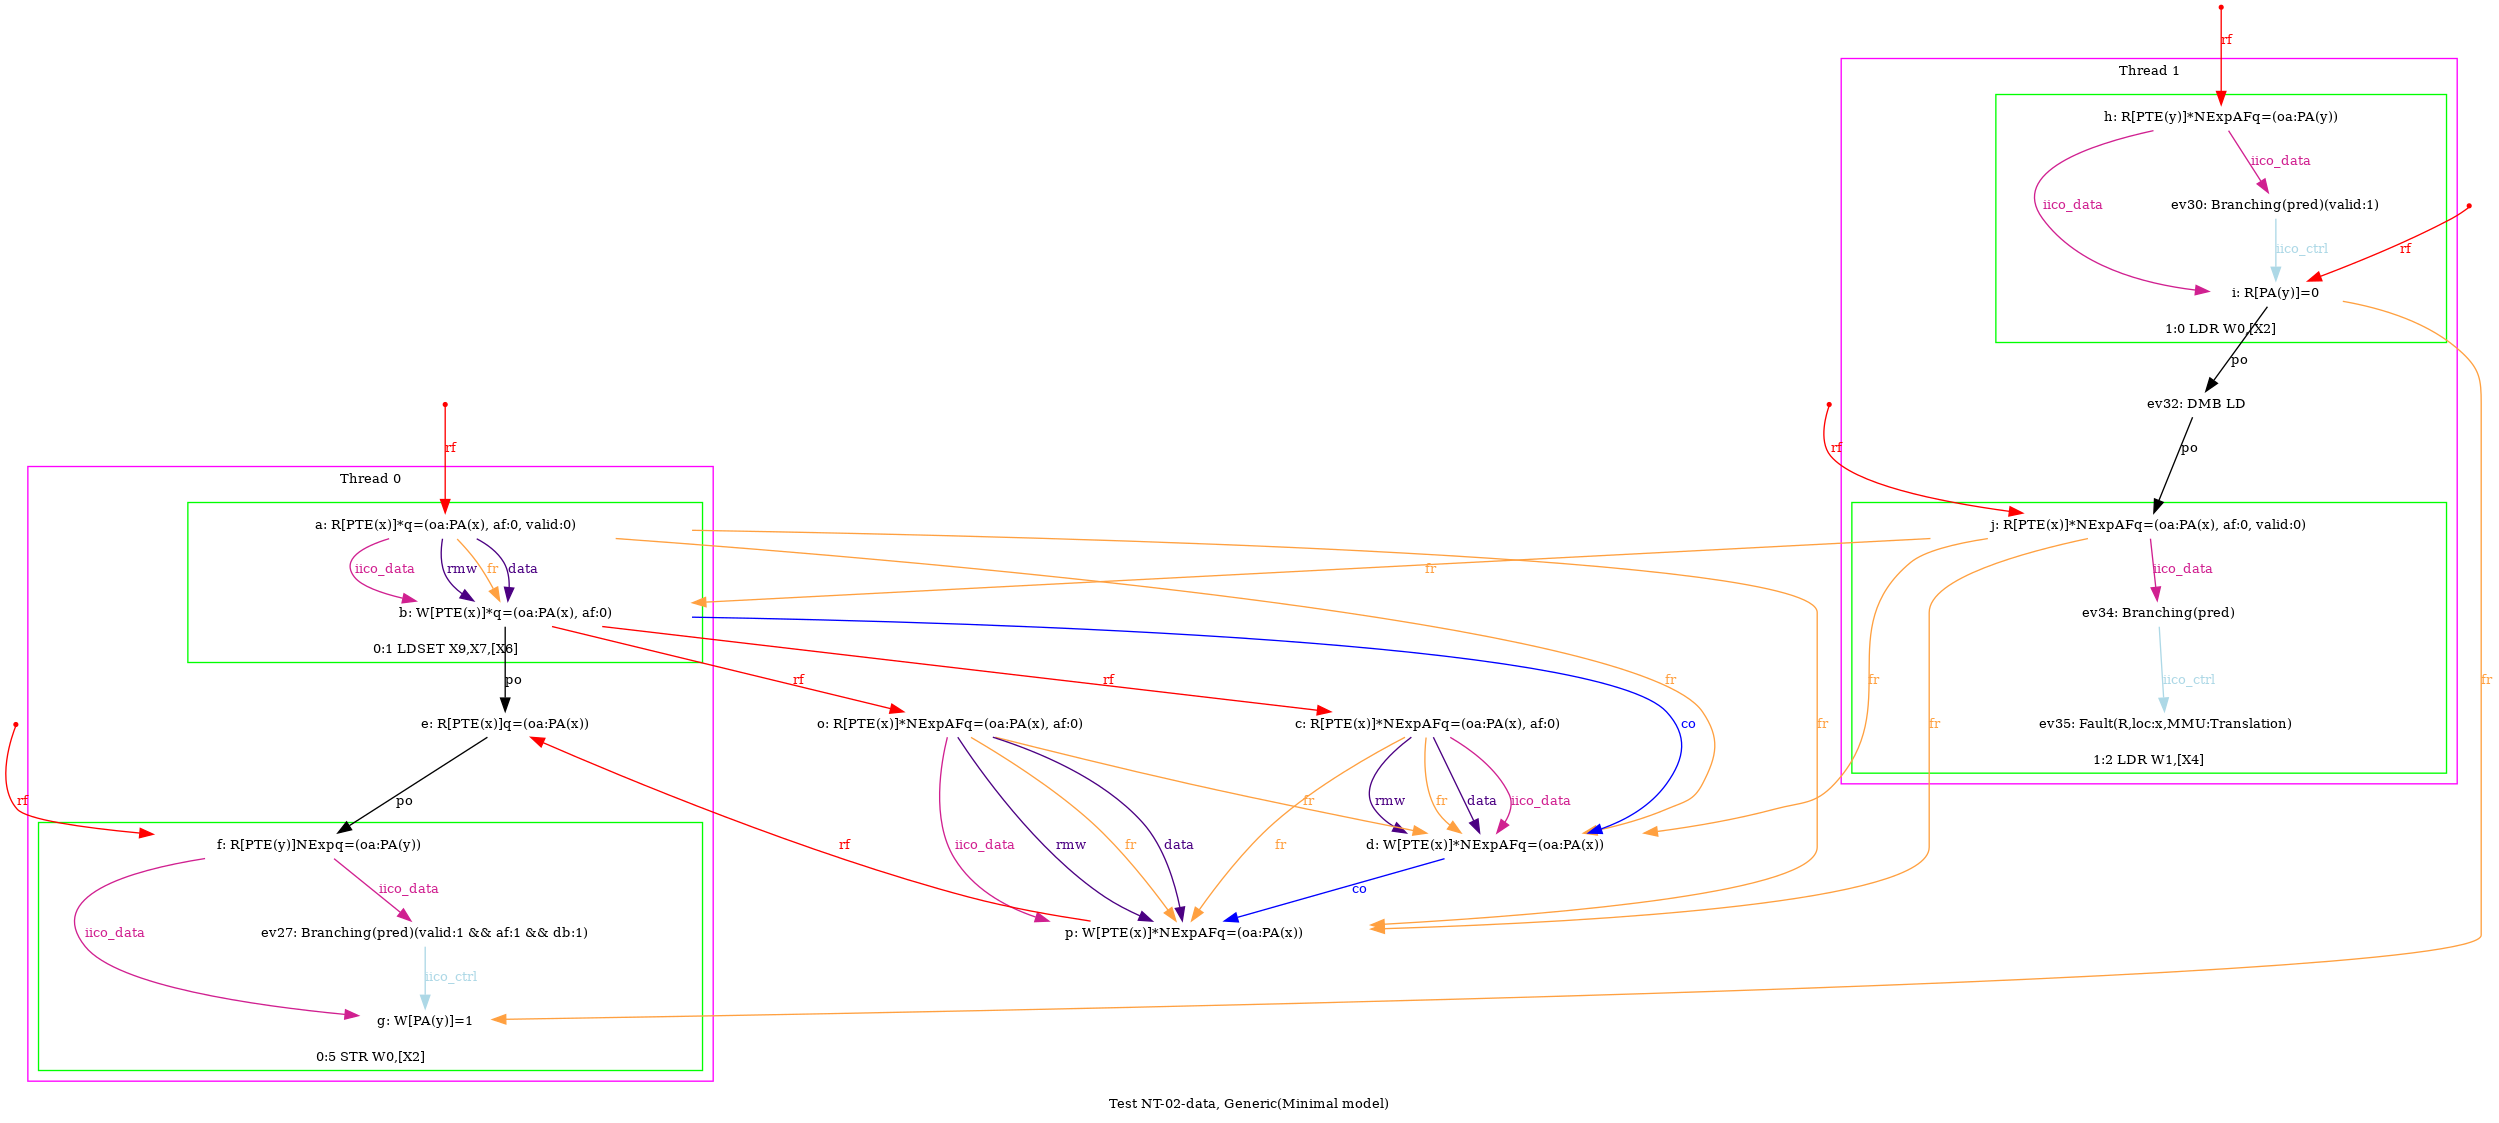 rf
Thread 1
h: R[PTE(y)]*NExpAFq=(oa:PA(y))
iico_data
iico_data
ev30: Branching(pred)(valid:1)
iico_ctrl
rf
i: R[PA(y)]=0
1:0 LDR W0,[X2]
po
ev32: DMB LD
rf
rf
po
Thread 0
a: R[PTE(x)]*q=(oa:PA(x), af:0, valid:0)
j: R[PTE(x)]*NExpAFq=(oa:PA(x), af:0, valid:0)
iico_data
rmw
fr
data
fr
iico_data
b: W[PTE(x)]*q=(oa:PA(x), af:0)
ev34: Branching(pred)
0:1 LDSET X9,X7,[X6]
po
rf
rf
fr
fr
iico_ctrl
fr
e: R[PTE(x)]q=(oa:PA(x))
o: R[PTE(x)]*NExpAFq=(oa:PA(x), af:0)
c: R[PTE(x)]*NExpAFq=(oa:PA(x), af:0)
co
fr
fr
ev35: Fault(R,loc:x,MMU:Translation)
1:2 LDR W1,[X4]
rf
po
fr
rmw
fr
data
iico_data
f: R[PTE(y)]NExpq=(oa:PA(y))
rf
iico_data
rmw
fr
data
fr
d: W[PTE(x)]*NExpAFq=(oa:PA(x))
iico_data
co
iico_data
ev27: Branching(pred)(valid:1 && af:1 && db:1)
p: W[PTE(x)]*NExpAFq=(oa:PA(x))
iico_ctrl
g: W[PA(y)]=1
0:5 STR W0,[X2]
Test NT-02-data, Generic(Minimal model)